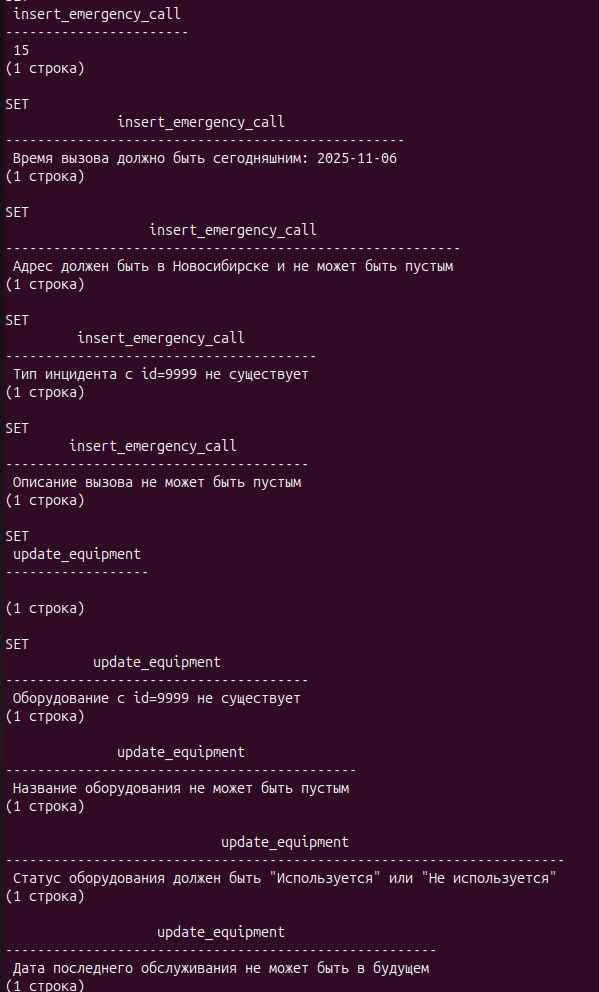 SET
insert_emergency_call
-----------------------
15
(1 строка)
SET
insert_emergency_call
--------------------------------------------------
Время вызова должно быть сегодняшним: 2025-11-06
(1 строка)
SET
insert_emergency_call
---------------------------------------------------------
Адрес должен быть в Новосибирске и не может быть пустым
(1 строка)
SET
insert_emergency_call
---------------------------------------
Тип инцидента с id=9999 не существует
(1 строка)
SET
insert_emergency_call
--------------------------------------
Описание вызова не может быть пустым
(1 строка)
SET
update_equipment
------------------
(1 строка)
SET
update_equipment
--------------------------------------
Оборудование с id=9999 не существует
(1 строка)
update_equipment
--------------------------------------------
Название оборудования не может быть пустым
(1 строка)
update_equipment
----------------------------------------------------------------------
Статус оборудования должен быть "Используется" или "Не используется"
(1 строка)
update_equipment
------------------------------------------------------
Дата последнего обслуживания не может быть в будущем
(1 строка)